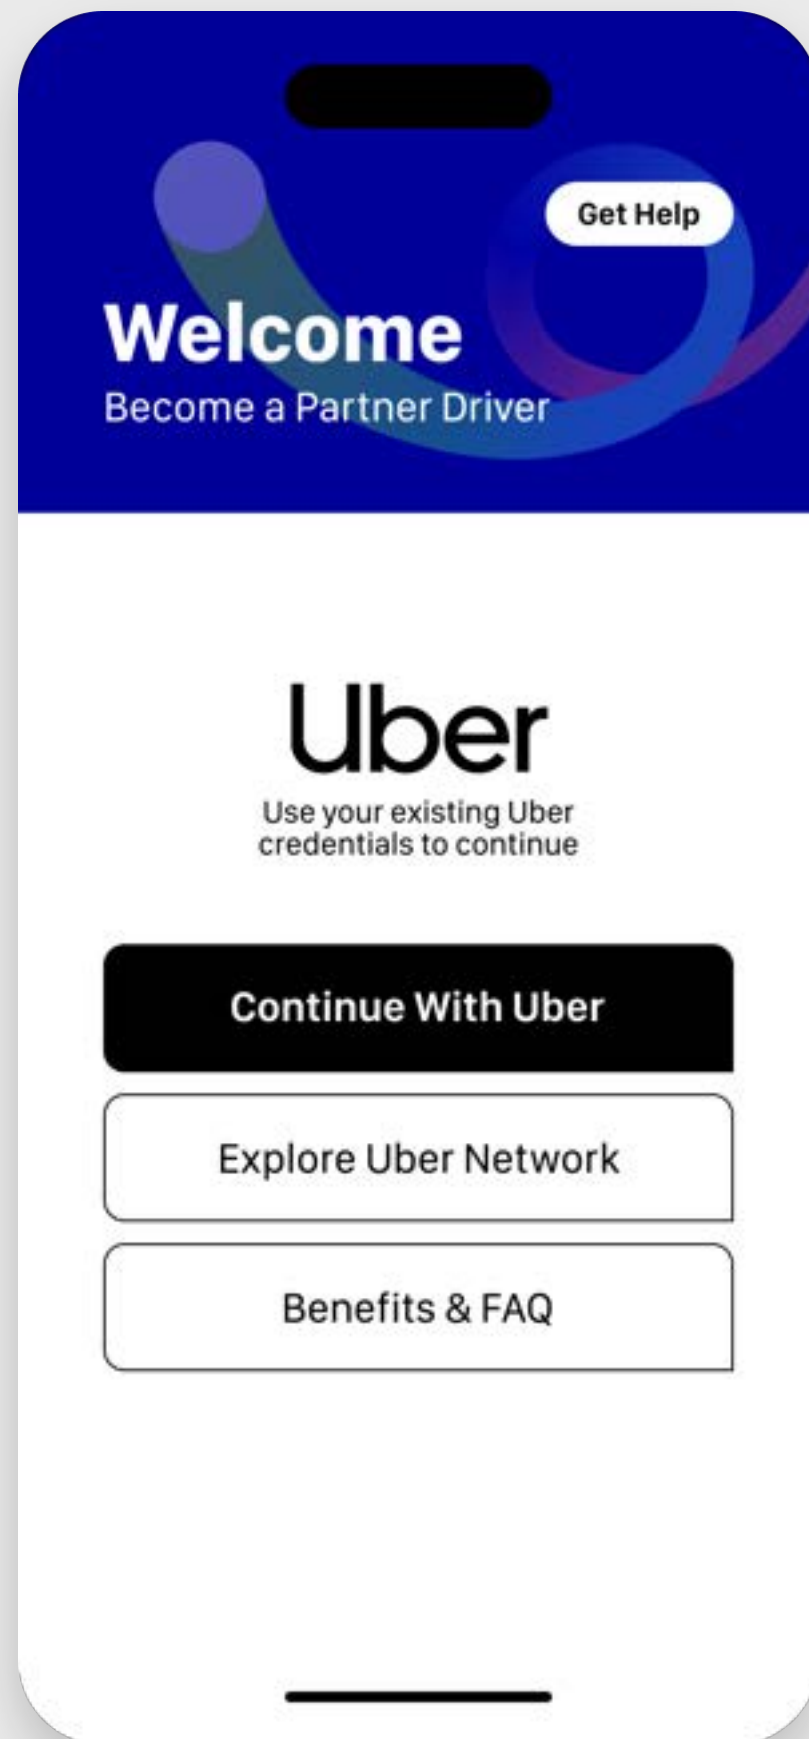 Get Help
Welcome
Become a Partner Driver
Uber
Use your existing Uber
credentials to continue
Continue With Uber
Explore Uber Network
Benefits & FAQ